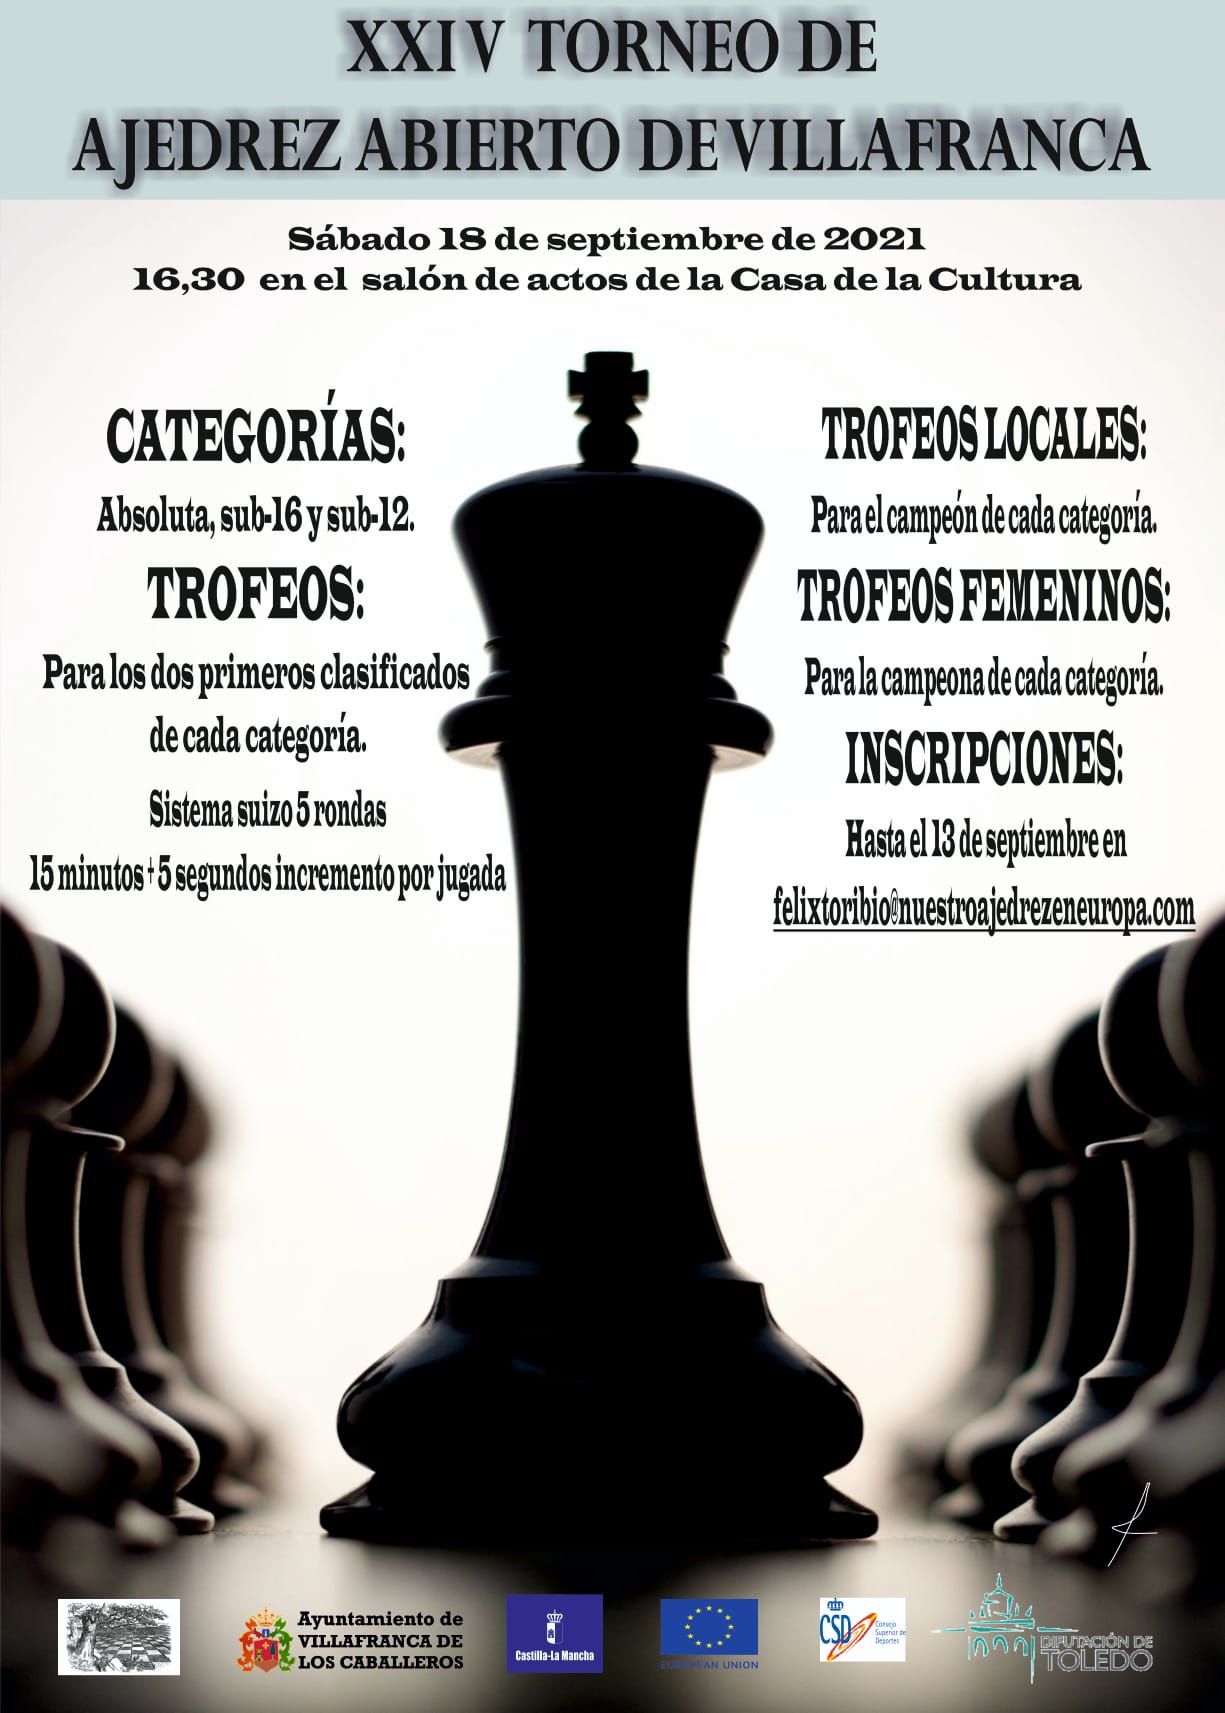 XXIV TORNEO DE
AJEDREZ ABIERTO DE VILLAFRANCA
Sábado 18 de septiembre de 2021
16,30 en el salón de actos de la Casa de la Cultura
CATEGORÍAS:
Absoluta, sub-16 y sub-12.
TROFEOS:
Para los dos primeros clasificados
de cada categoría.
Sistema suizo 5 rondas
15 minutos + 5 segundos incremento por jugada
TROFEOS LOCALES:
Para el campeón de cada categoría.
TROFEOS FEMENINOS:
Para la campeona de cada categoría.
INSCRIPCIONES:
Hasta el 13 de septiembre en
felixtoribio@nuestroajedrezeneuropa.com
Ayuntamiento de
VILLAFRANCA DE
LOS CABALLEROS
Castilla-La Mancha
EUROPEAN UNION
CSD
Consejo
Superior de
Deportes
DIPUTACIÓN DE
TOLEDO